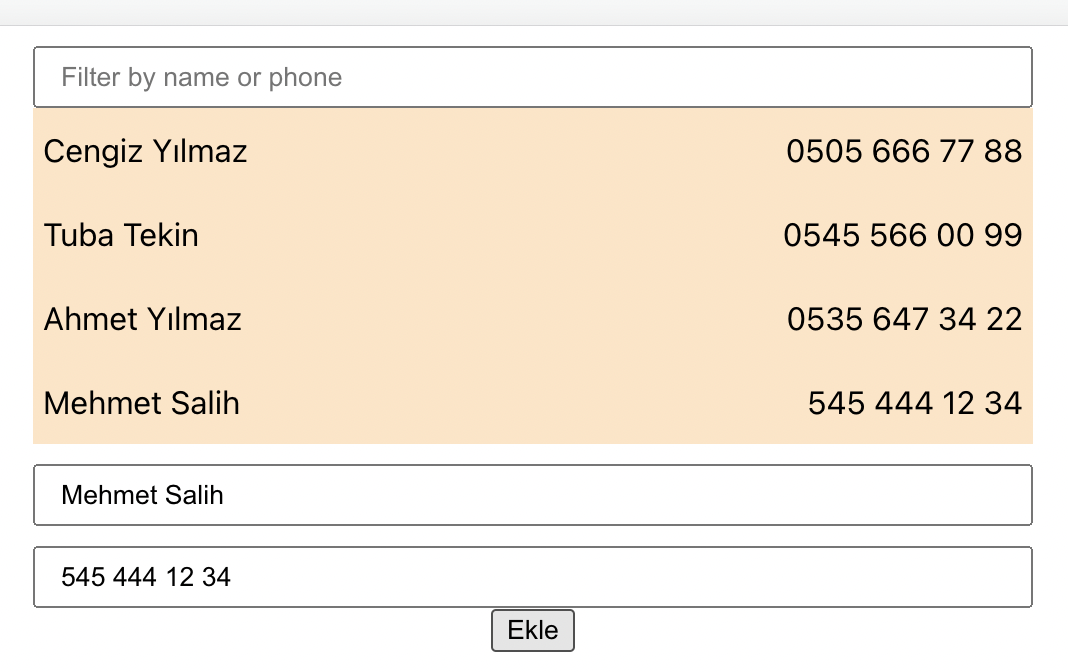 Filter by name or phone
Cengiz Yılmaz 0505 666 77 88
Tuba Tekin 0545 566 00 99
Ahmet Yılmaz 0535 647 34 22
Mehmet Salih 545 444 12 34
Mehmet Salih
545 444 12 34
Ekle